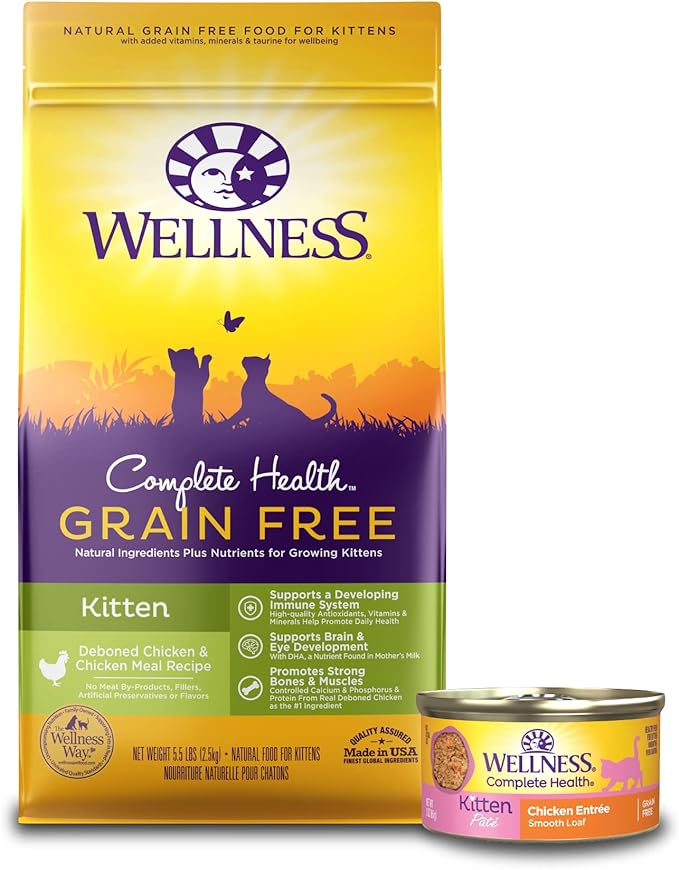 NATURAL GRAIN FREE FOOD FOR KITTENS
with added vitamins, minerals & taurine for wellbeing
WELLNESS®
Complete Health™
GRAIN FREE
Natural Ingredients Plus Nutrients for Growing Kittens
Kitten
Deboned Chicken &
Chicken Meal Recipe
No Meat By-Products, Fillers,
Artificial Preservatives or Flavors
Supports a Developing
Immune System
High-quality Antioxidants, Vitamins &
Minerals Help Promote Daily Health
Supports Brain &
Eye Development
With DHA, a Nutrient Found in Mother's Milk
Promotes Strong
Bones & Muscles
Controlled Calcium & Phosphorus &
Protein From Real Deboned Chicken
as the #1 Ingredient
The
Wellness
Way
NET WEIGHT 5.5 LBS (2.5kg) • NATURAL FOOD FOR KITTENS
NOURRITURE NATURELLE POUR CHATONS
QUALITY ASSURED
Made in USA
FINEST GLOBAL INGREDIENTS
WELLNESS®
Complete Health®
Kitten
Pâté
Chicken Entrée
Smooth Loaf
GRAIN
FREE